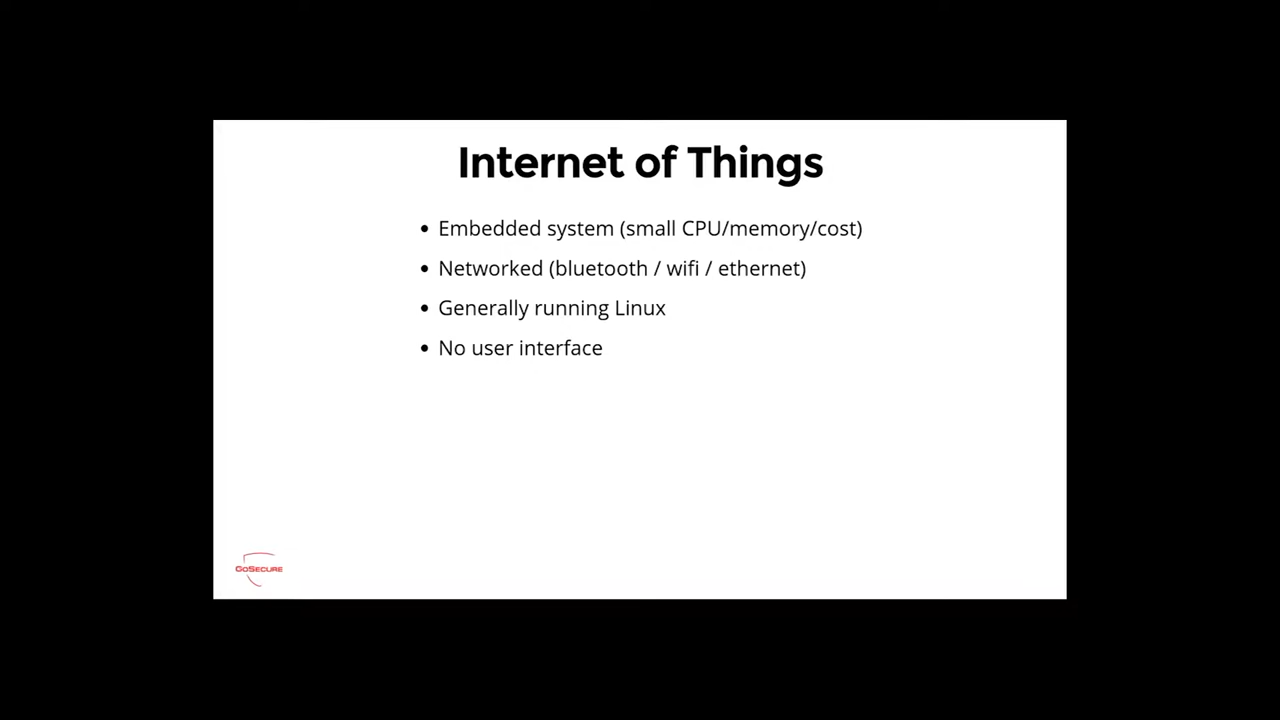 Internet of Things
• Embedded system (small CPU/memory/cost)
• Networked (bluetooth / wifi / ethernet)
• Generally running Linux
• No user interface
GOSECURE